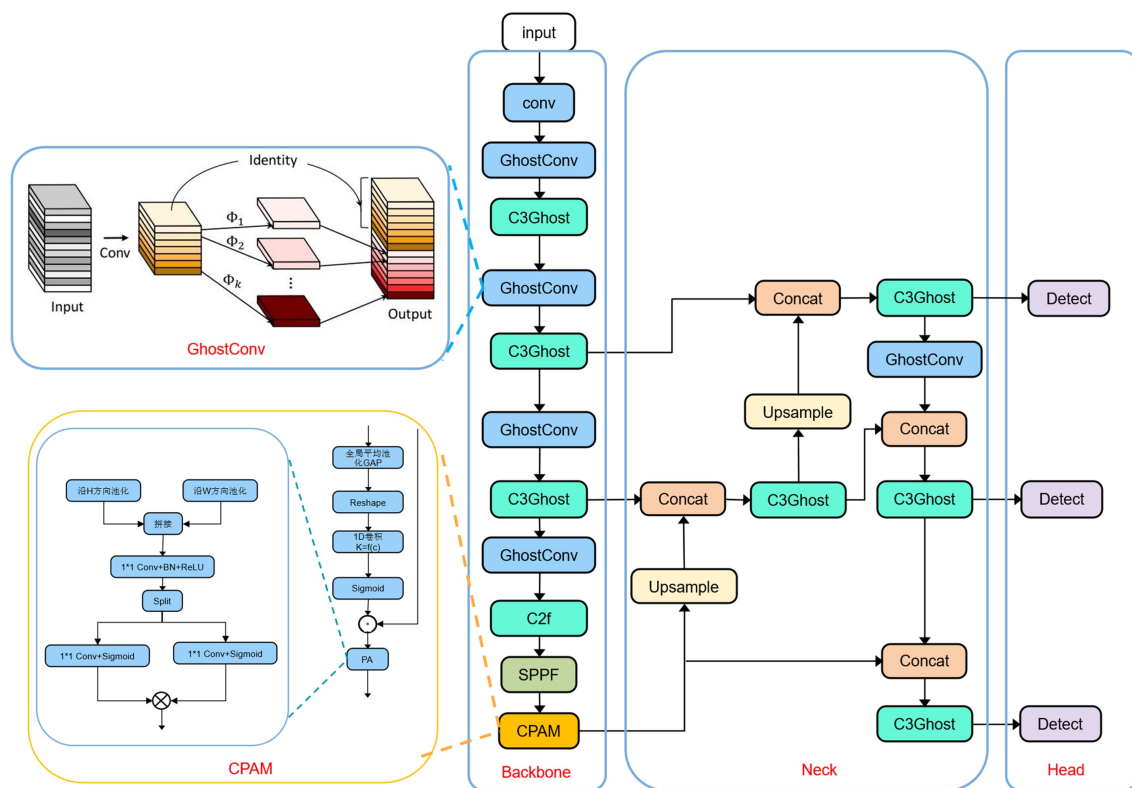 input
conv
GhostConv
C3Ghost
GhostConv
C3Ghost
GhostConv
C3Ghost
GhostConv
C2f
SPPF
CPAM
Backbone
Identity
Φ1
Φ2
Φk
⋮
Conv
Input
Output
GhostConv
沿H方向池化
沿W方向池化
拼接
1*1 Conv+BN+ReLU
Split
1*1 Conv+Sigmoid
1*1 Conv+Sigmoid
全局平均池
化GAP
Reshape
1D卷积
K=f(c)
Sigmoid
PA
CPAM
Concat
C3Ghost
GhostConv
Upsample
Concat
Concat
C3Ghost
C3Ghost
Upsample
Concat
C3Ghost
Neck
Detect
Detect
Detect
Head